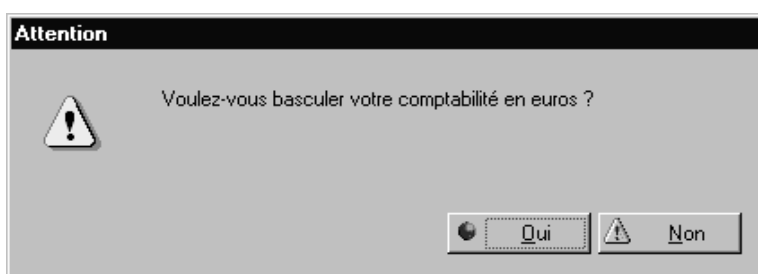 Attention
Voulez-vous basculer votre comptabilité en euros ?
Oui Non